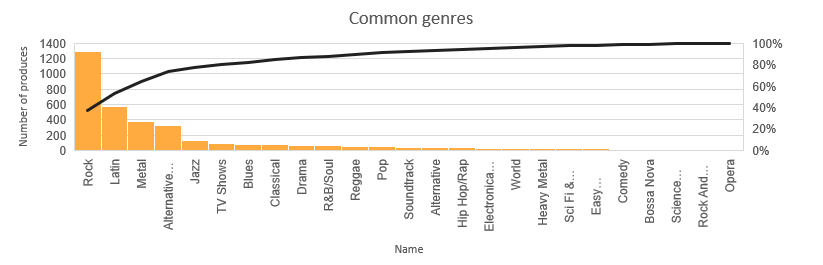 Common genres
Number of produces
1400
1200
1000
800
600
400
200
0
100%
80%
60%
40%
20%
0%
Rock
Latin
Metal
Alternative...
Jazz
TV Shows
Blues
Classical
Drama
R&B/Soul
Reggae
Pop
Soundtrack
Alternative
Hip Hop/Rap
Electronica...
World
Heavy Metal
Sci Fi &...
Easy...
Comedy
Bossa Nova
Science...
Rock And...
Opera
Name